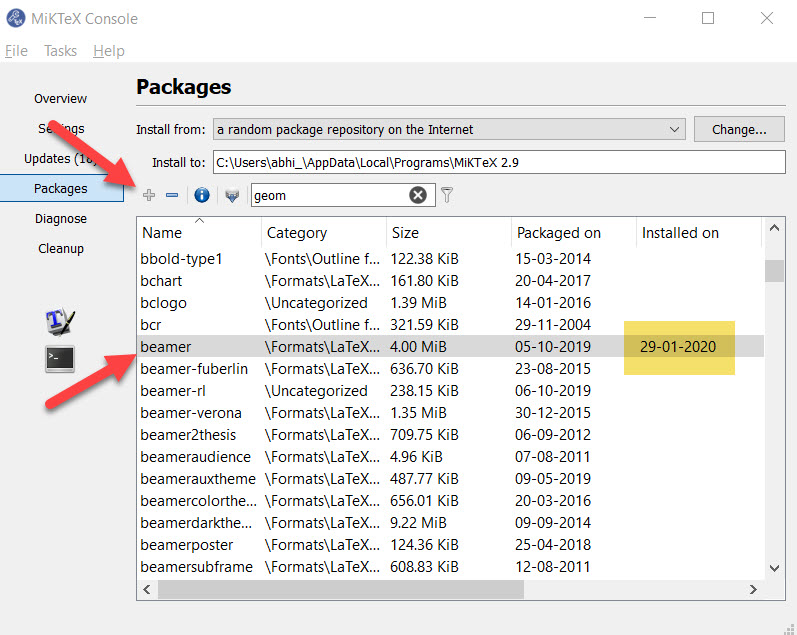 MiKTeX Console
File Tasks Help
Packages
Overview
Settings
Updates (18)
Packages
Diagnose
Cleanup
Install from: a random package repository on the Internet Change...
Install to: C:\Users\abhi_\AppData\Local\Programs\MiKTeX 2.9
geom
Name Category Size Packaged on Installed on
bbold-type1 \Fonts\Outline f... 122.38 KiB 15-03-2014
bchart \Formats\LaTeX... 161.80 KiB 20-04-2017
bclogo \Uncategorized 1.39 MiB 14-01-2016
bcr \Fonts\Outline f... 321.59 KiB 29-11-2004
beamer \Formats\LaTeX... 4.00 MiB 05-10-2019 29-01-2020
beamer-fuberlin \Formats\LaTeX... 636.70 KiB 23-08-2015
beamer-rl \Uncategorized 238.15 KiB 06-10-2019
beamer-verona \Formats\LaTeX... 1.35 MiB 30-12-2015
beamer2thesis \Formats\LaTeX... 709.75 KiB 06-09-2012
beameraudience \Formats\LaTeX... 4.96 KiB 07-08-2011
beamerauxtheme \Formats\LaTeX... 487.77 KiB 09-05-2019
beamercolorthe... \Formats\LaTeX... 656.01 KiB 20-03-2016
beamerdarkthe... \Formats\LaTeX... 9.22 MiB 09-09-2014
beamerposter \Formats\LaTeX... 124.36 KiB 25-04-2018
beamersubframe \Formats\LaTeX... 608.83 KiB 12-08-2011